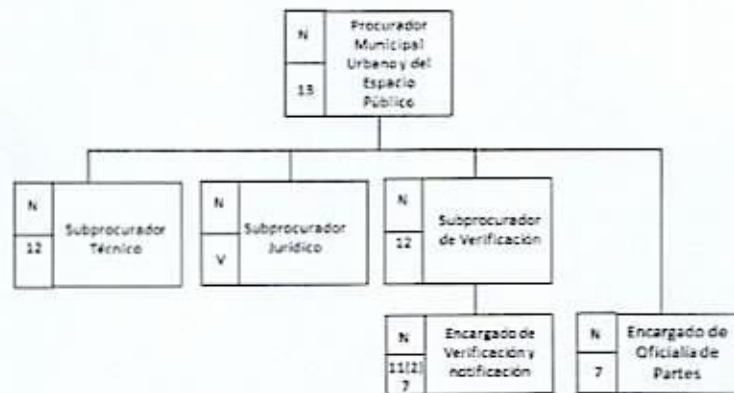 N
13
Procurador
Municipal
Urbano y del
Espacio
Público
N
12
Subprocurador
Técnico
N
V
Subprocurador
Jurídico
N
12
Subprocurador
de Verificación
N
11(2)
7
Encargado de
Verificación y
notificación
N
7
Encargado de
Oficialía de
Partes